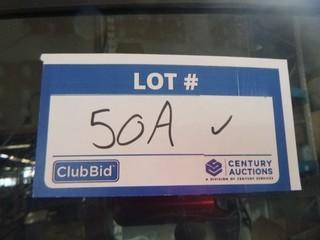 LOT #
50A ✓
ClubBid
CENTURY
AUCTIONS
A DIVISION OF CENTURY SERVICES